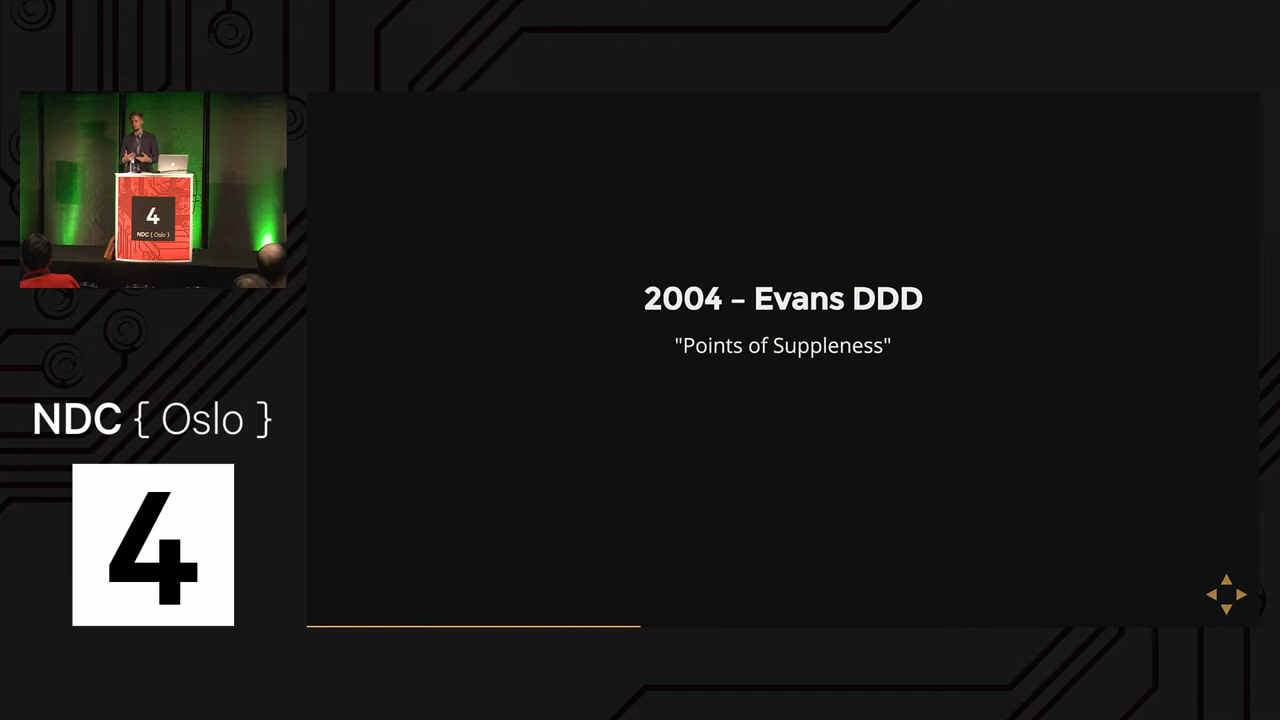 4
NDC { Oslo }
2004 – Evans DDD
"Points of Suppleness"
NDC { Oslo }
4